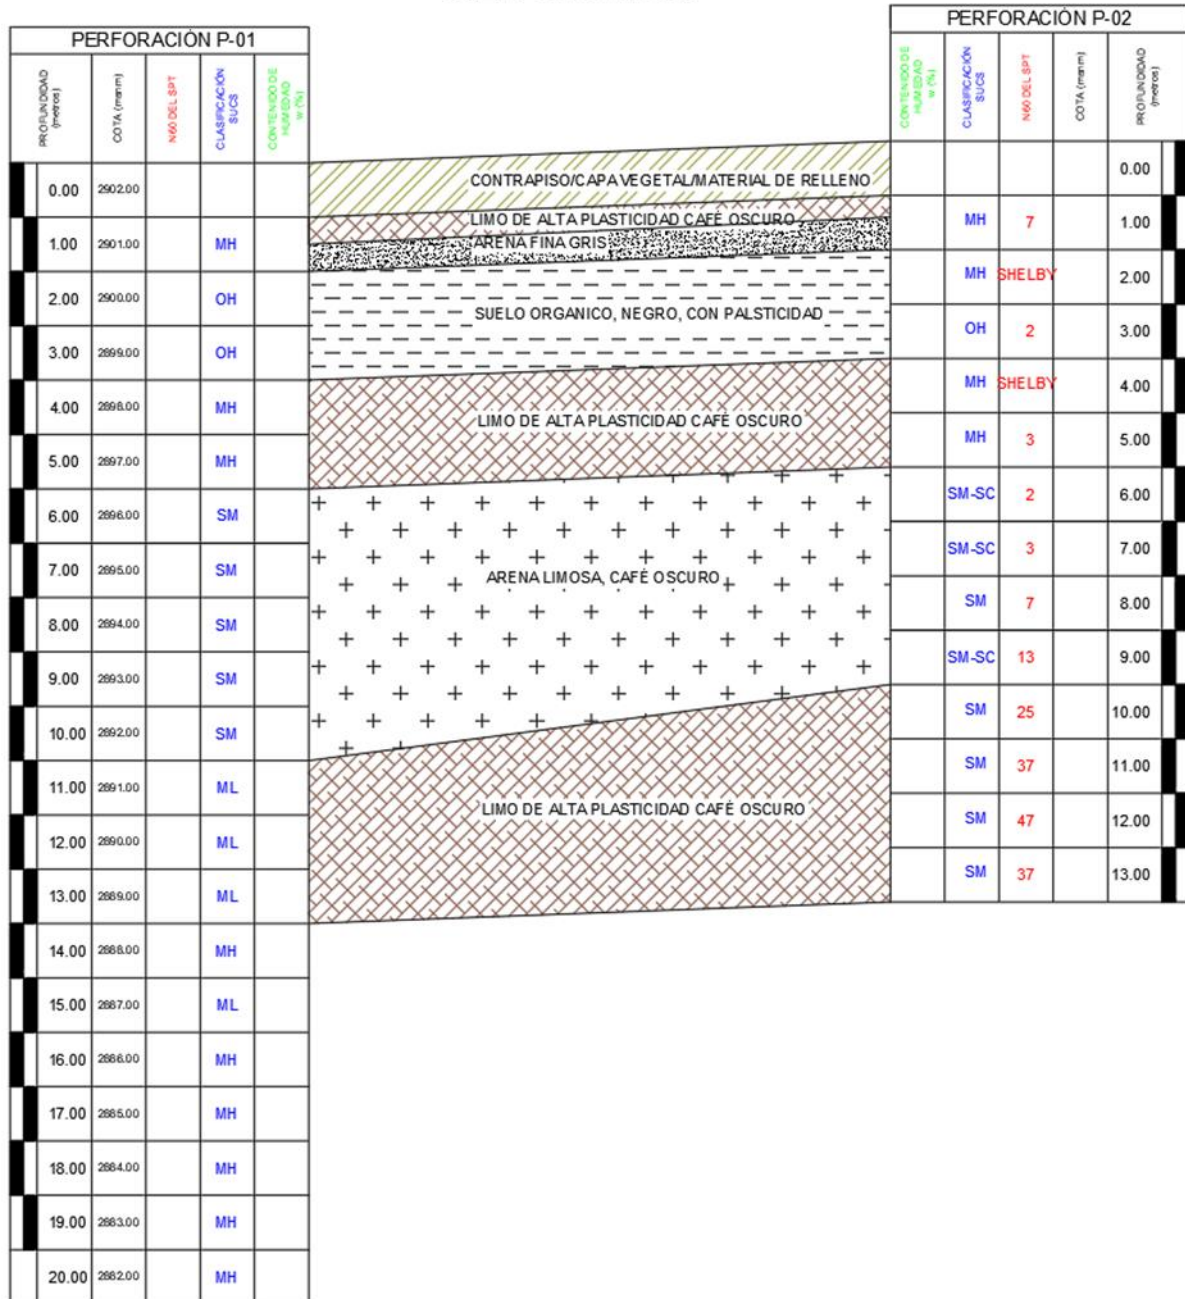 PERFORACIÓN P-01
PROFUNDIDAD (metros)
COTA (msnm)
N60 DEL SPT
CLASIFICACIÓN SUCS
CONTENIDO DE HUMEDAD w (%)
0.00 2902.00
1.00 2901.00 MH
2.00 2900.00 OH
3.00 2899.00 OH
4.00 2898.00 MH
5.00 2897.00 MH
6.00 2896.00 SM
7.00 2895.00 SM
8.00 2894.00 SM
9.00 2893.00 SM
10.00 2892.00 SM
11.00 2891.00 ML
12.00 2890.00 ML
13.00 2889.00 ML
14.00 2888.00 MH
15.00 2887.00 ML
16.00 2886.00 MH
17.00 2885.00 MH
18.00 2884.00 MH
19.00 2883.00 MH
20.00 2882.00 MH
CONTRAPISO/CAPA VEGETAL/MATERIAL DE RELLENO
LIMO DE ALTA PLASTICIDAD CAFÉ OSCURO
ARENA FINA GRIS
SUELO ORGANICO, NEGRO, CON PALSTICIDAD
LIMO DE ALTA PLASTICIDAD CAFÉ OSCURO
ARENA LIMOSA, CAFÉ OSCURO
LIMO DE ALTA PLASTICIDAD CAFÉ OSCURO
PERFORACIÓN P-02
CONTENIDO DE HUMEDAD w (%)
CLASIFICACIÓN SUCS
N60 DEL SPT
COTA (msnm)
PROFUNDIDAD (metros)
0.00
MH 7 1.00
MH SHELBY 2.00
OH 2 3.00
MH SHELBY 4.00
MH 3 5.00
SM-SC 2 6.00
SM-SC 3 7.00
SM 7 8.00
SM-SC 13 9.00
SM 25 10.00
SM 37 11.00
SM 47 12.00
SM 37 13.00